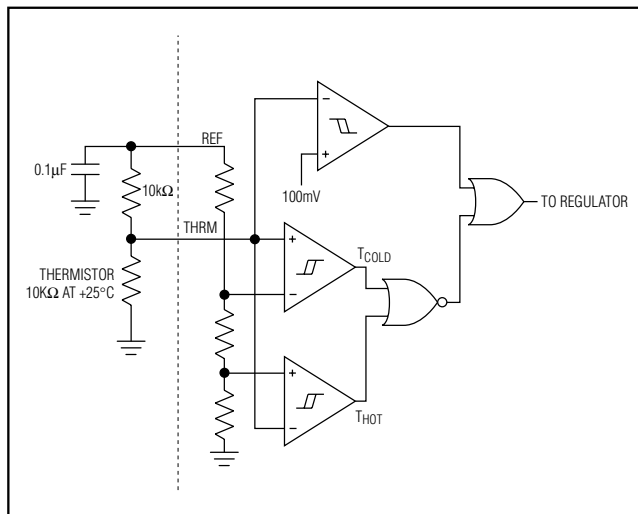 REF
0.1µF
10kΩ
−
+
100mV
TO REGULATOR
THRM
THERMISTOR
10KΩ AT +25°C
+
−
TCOLD
+
−
THOT